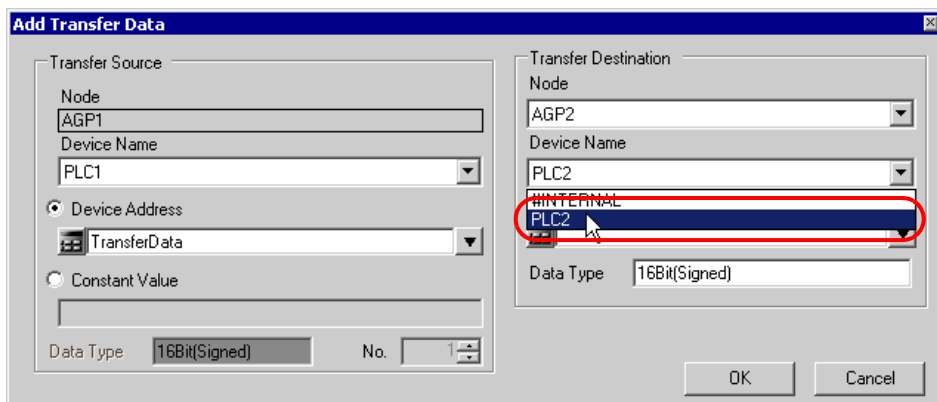 Add Transfer Data
Transfer Source
Node
AGP1
Device Name
PLC1
Device Address
TransferData
Constant Value
Data Type 16Bit(Signed) No. 1
Transfer Destination
Node
AGP2
Device Name
PLC2
#INTERNAL
PLC2
Data Type 16Bit(Signed)
OK Cancel